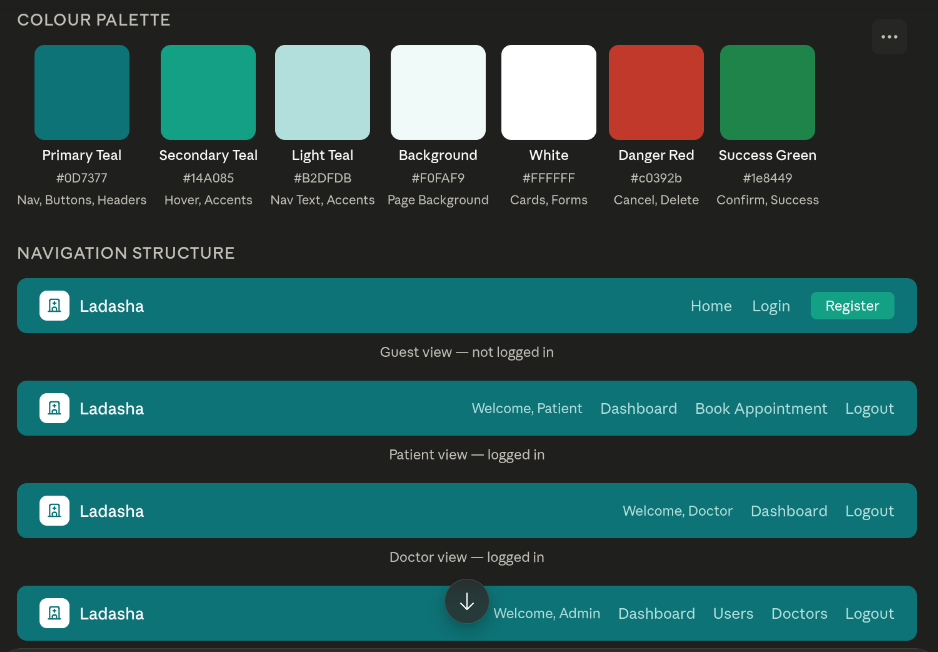 COLOUR PALETTE
Primary Teal
#0D7377
Nav, Buttons, Headers
Secondary Teal
#14A085
Hover, Accents
Light Teal
#B2DFDB
Nav Text, Accents
Background
#F0FAF9
Page Background
White
#FFFFFF
Cards, Forms
Danger Red
#c0392b
Cancel, Delete
Success Green
#1e8449
Confirm, Success
NAVIGATION STRUCTURE
Ladasha Home Login Register
Guest view — not logged in
Ladasha Welcome, Patient Dashboard Book Appointment Logout
Patient view — logged in
Ladasha Welcome, Doctor Dashboard Logout
Doctor view — logged in
Ladasha Welcome, Admin Dashboard Users Doctors Logout